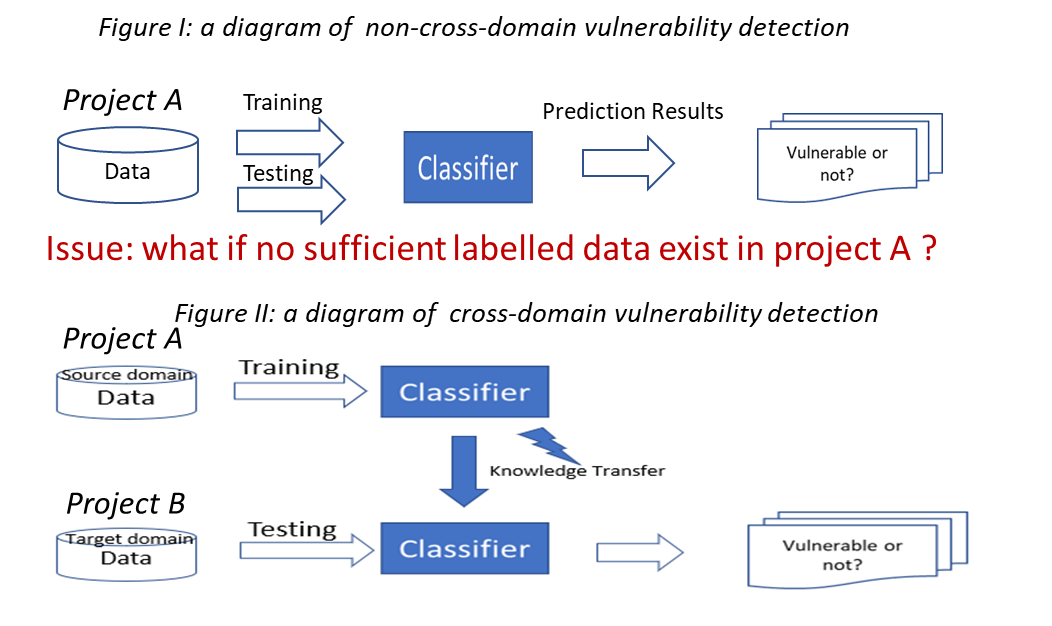 Figure I: a diagram of non-cross-domain vulnerability detection
Project A
Training
Prediction Results
Data
Testing
Classifier
Vulnerable or
not?
Issue: what if no sufficient labelled data exist in project A ?
Figure II: a diagram of cross-domain vulnerability detection
Project A
Source domain
Data
Training
Classifier
Knowledge Transfer
Project B
Target domain
Data
Testing
Classifier
Vulnerable or
not?